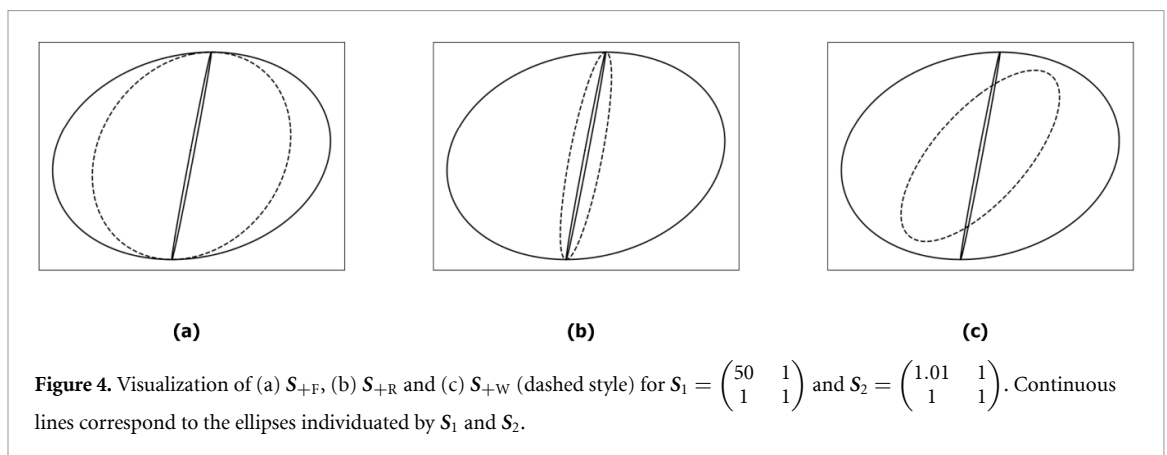 (a) (b) (c)
Figure 4. Visualization of (a) S+F, (b) S+R and (c) S+W (dashed style) for S1 = (50 1
1 1) and S2 = (1.01 1
1 1). Continuous
lines correspond to the ellipses individuated by S1 and S2.